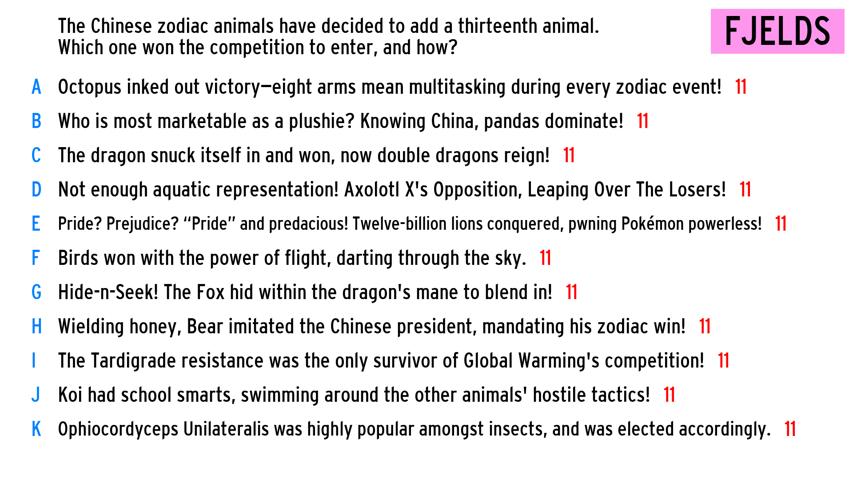 The Chinese zodiac animals have decided to add a thirteenth animal.
Which one won the competition to enter, and how?
FJELDS
A Octopus inked out victory—eight arms mean multitasking during every zodiac event! 11
B Who is most marketable as a plushie? Knowing China, pandas dominate! 11
C The dragon snuck itself in and won, now double dragons reign! 11
D Not enough aquatic representation! Axolotl X's Opposition, Leaping Over The Losers! 11
E Pride? Prejudice? “Pride” and predacious! Twelve-billion lions conquered, pwning Pokémon powerless! 11
F Birds won with the power of flight, darting through the sky. 11
G Hide-n-Seek! The Fox hid within the dragon's mane to blend in! 11
H Wielding honey, Bear imitated the Chinese president, mandating his zodiac win! 11
I The Tardigrade resistance was the only survivor of Global Warming's competition! 11
J Koi had school smarts, swimming around the other animals' hostile tactics! 11
K Ophiocordyceps Unilateralis was highly popular amongst insects, and was elected accordingly. 11